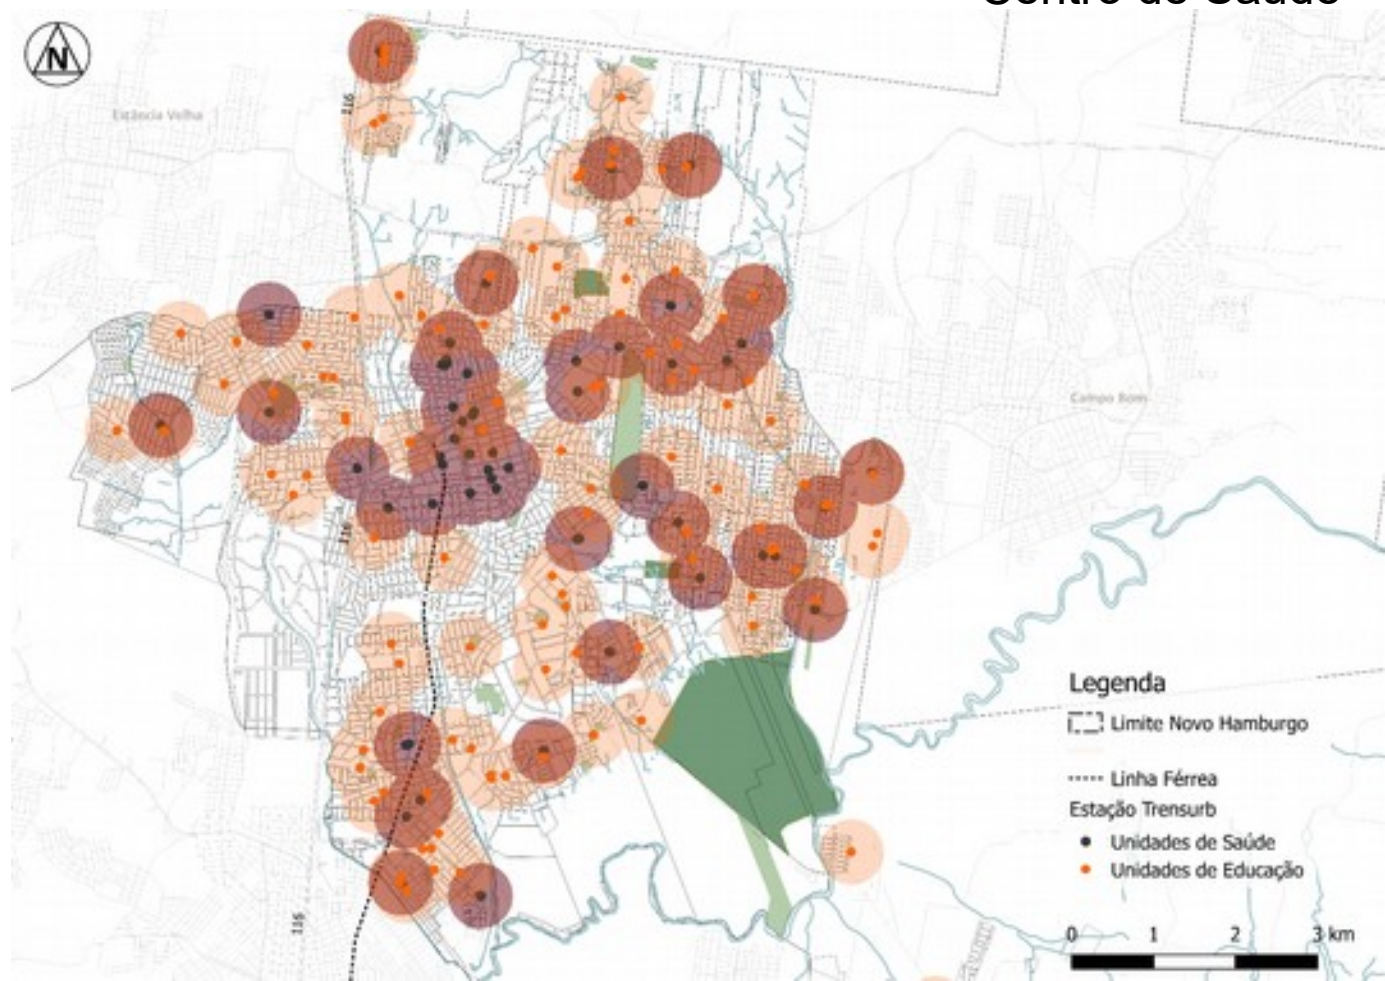 Centro de Saúde
N
116
Estância Velha
Campo Bom
116
Legenda
Limite Novo Hamburgo
Linha Férrea
Estação Trensurb
Unidades de Saúde
Unidades de Educação
116
0 1 2 3 km